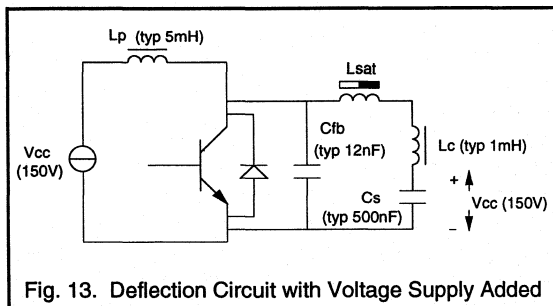 Lp (typ 5mH)
Lsat
Vcc
(150V)
Cfb
(typ 12nF)
Lc (typ 1mH)
Cs
(typ 500nF)
+
Vcc (150V)
–
Fig. 13. Deflection Circuit with Voltage Supply Added